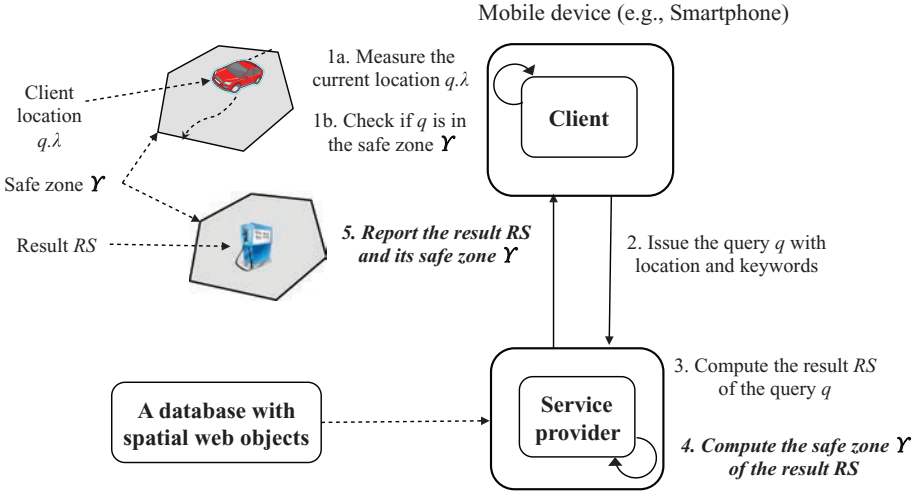 Mobile device (e.g., Smartphone)
1a. Measure the
current location q.λ
Client
location
q.λ
1b. Check if q is in
the safe zone ϒ
Client
Safe zone ϒ
Result RS
5. Report the result RS
and its safe zone ϒ
2. Issue the query q with
location and keywords
3. Compute the result RS
of the query q
A database with
spatial web objects
Service
provider
4. Compute the safe zone ϒ
of the result RS